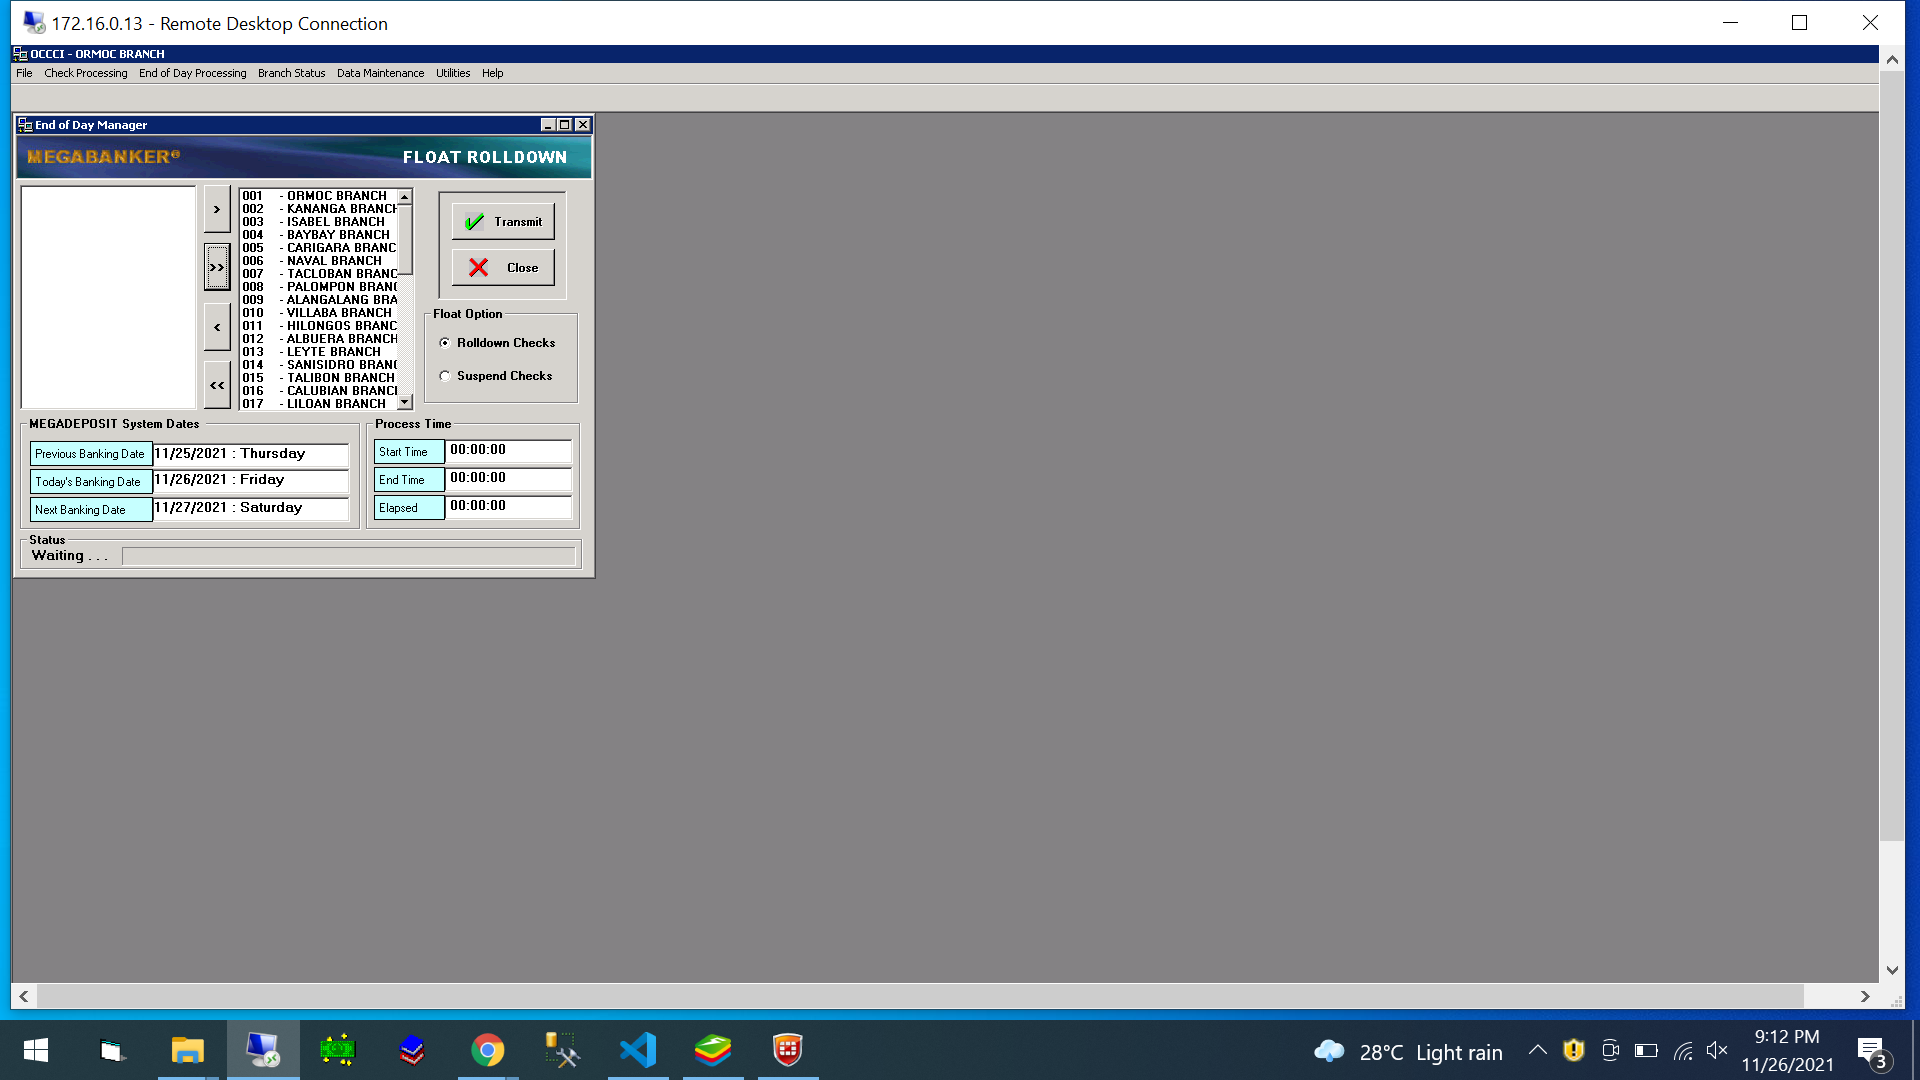 172.16.0.13 - Remote Desktop Connection
OCCCI - ORMOC BRANCH
File Check Processing End of Day Processing Branch Status Data Maintenance Utilities Help
End of Day Manager
MEGABANKER®
FLOAT ROLLDOWN
>
>>
<
<<
001 - ORMOC BRANCH
002 - KANANGA BRANCH
003 - ISABEL BRANCH
004 - BAYBAY BRANCH
005 - CARIGARA BRANC
006 - NAVAL BRANCH
007 - TACLOBAN BRANC
008 - PALOMPON BRANC
009 - ALANGALANG BRA
010 - VILLABA BRANCH
011 - HILONGOS BRANC
012 - ALBUERA BRANCH
013 - LEYTE BRANCH
014 - SANISIDRO BRANC
015 - TALIBON BRANCH
016 - CALUBIAN BRANCH
017 - LILOAN BRANCH
Transmit
Close
Float Option
Rolldown Checks
Suspend Checks
MEGADEPOSIT System Dates
Previous Banking Date 11/25/2021 : Thursday
Today's Banking Date 11/26/2021 : Friday
Next Banking Date 11/27/2021 : Saturday
Process Time
Start Time 00:00:00
End Time 00:00:00
Elapsed 00:00:00
Status
Waiting . . .
28°C Light rain
9:12 PM
11/26/2021
3